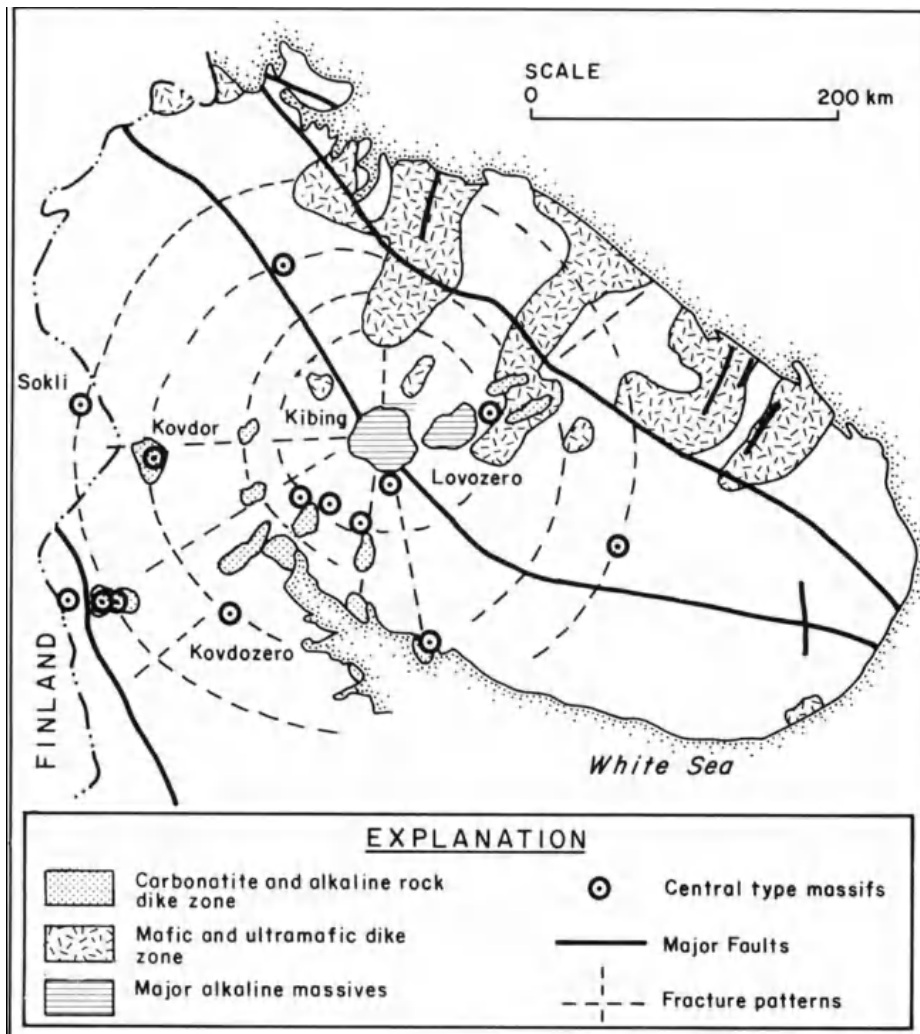 SCALE
0 200 km
Sokli
Kovdor
Kibing
Lovozero
Kovdozero
FINLAND
White Sea
EXPLANATION
Carbonatite and alkaline rock
dike zone
Mafic and ultramafic dike
zone
Major alkaline massives
Central type massifs
Major Faults
Fracture patterns